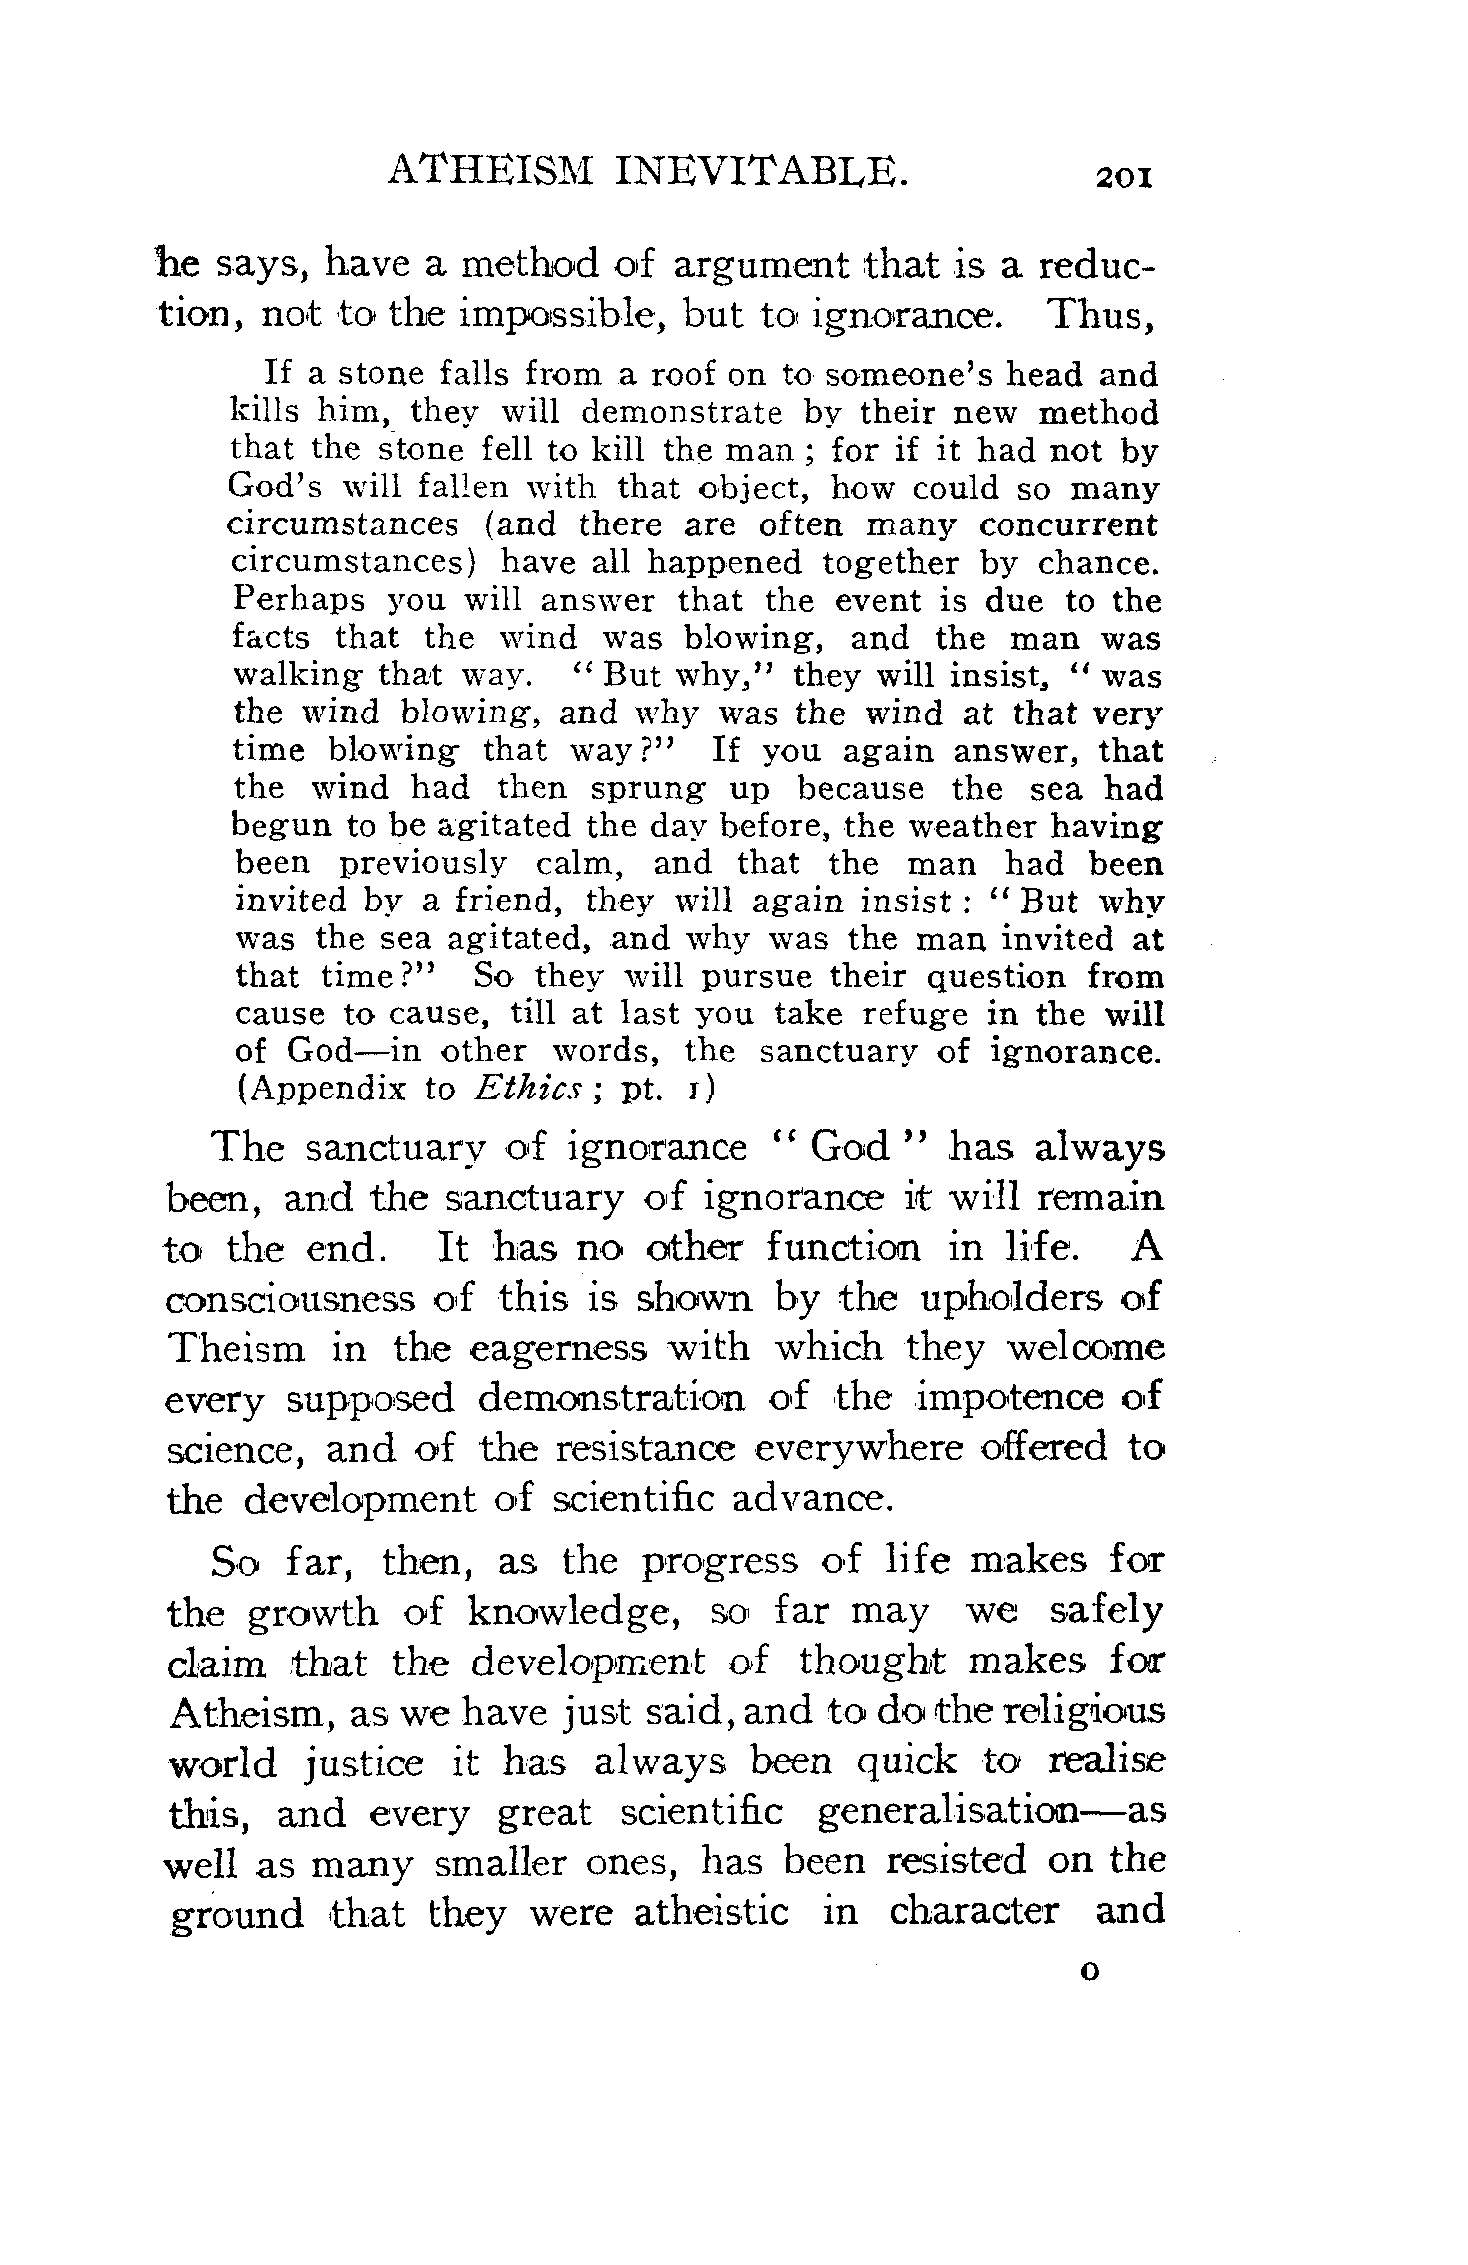 ATHEISM INEVITABLE. 201
he says, have a method of argument that is a reduc-
tion, not to the impossible, but to ignorance. Thus,
If a stone falls from a roof on to someone's head and
kills him, they will demonstrate by their new method
that the stone fell to kill the man ; for if it had not by
God's will fallen with that object, how could so many
circumstances (and there are often many concurrent
circumstances) have all happened together by chance.
Perhaps you will answer that the event is due to the
facts that the wind was blowing, and the man was
walking that way. “ But why,” they will insist, “ was
the wind blowing, and why was the wind at that very
time blowing that way?” If you again answer, that
the wind had then sprung up because the sea had
begun to be agitated the day before, the weather having
been previously calm, and that the man had been
invited by a friend, they will again insist : “ But why
was the sea agitated, and why was the man invited at
that time?” So they will pursue their question from
cause to cause, till at last you take refuge in the will
of God—in other words, the sanctuary of ignorance.
(Appendix to Ethics ; pt. 1)
The sanctuary of ignorance “ God ” has always
been, and the sanctuary of ignorance it will remain
to the end. It has no other function in life. A
consciousness of this is shown by the upholders of
Theism in the eagerness with which they welcome
every supposed demonstration of the impotence of
science, and of the resistance everywhere offered to
the development of scientific advance.
So far, then, as the progress of life makes for
the growth of knowledge, so far may we safely
claim that the development of thought makes for
Atheism, as we have just said, and to do the religious
world justice it has always been quick to realise
this, and every great scientific generalisation—as
well as many smaller ones, has been resisted on the
ground that they were atheistic in character and
O